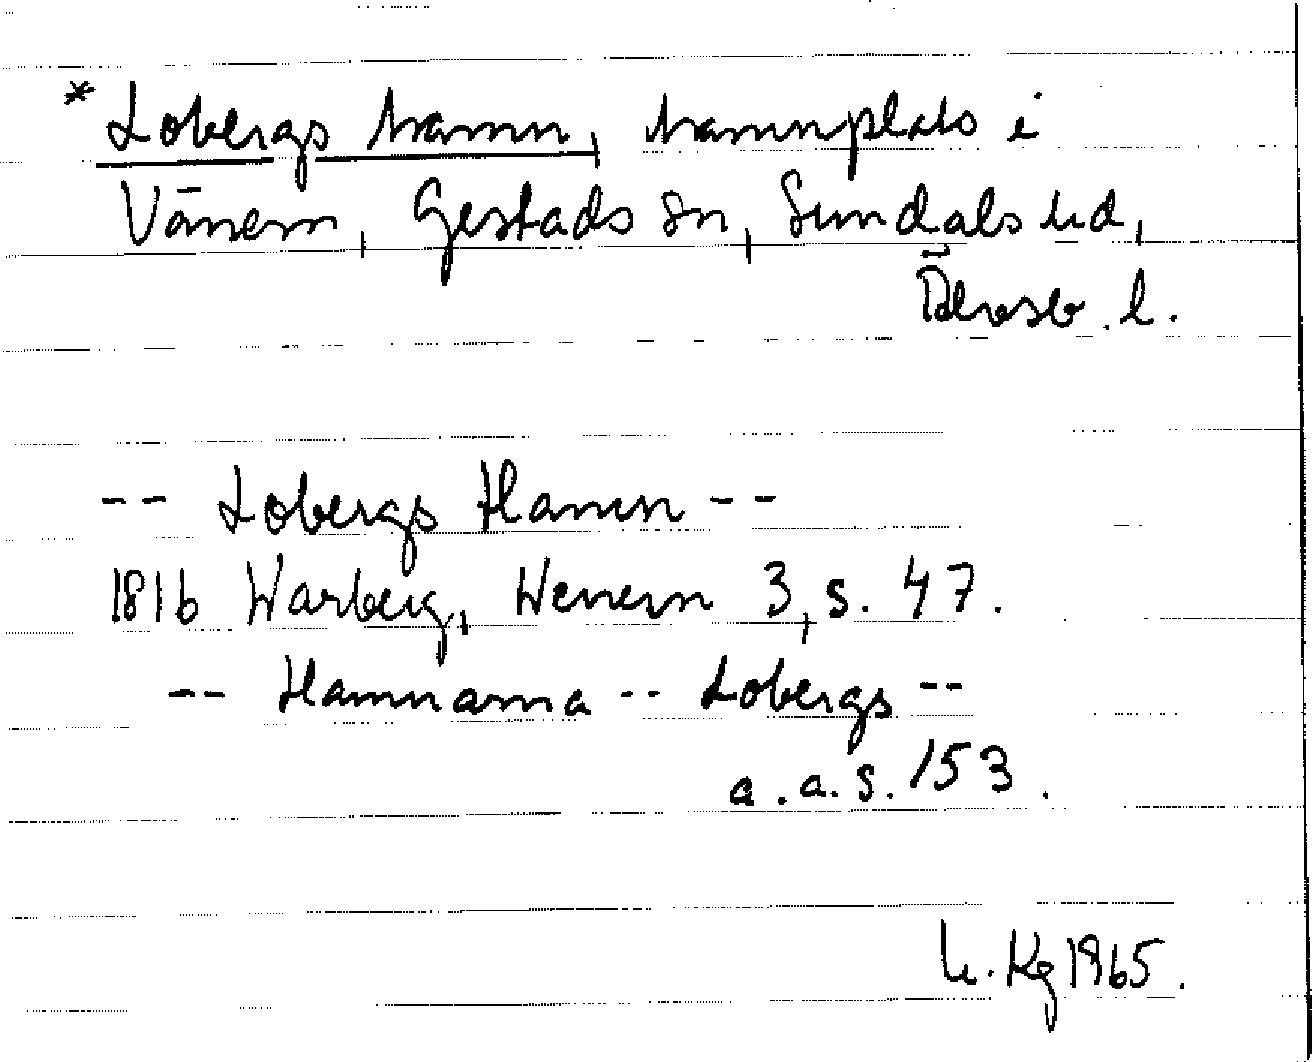 * Lobergs hamn, hamnplats i
Vänern, Gestads sn, Sundals hd,
Älvsb. l.
-- Lobergs Hamn --
1816 Warberg, Wenern 3, s. 47.
-- Hamnarna -- Lobergs --
a.a.s. 153.
Kg 1965.